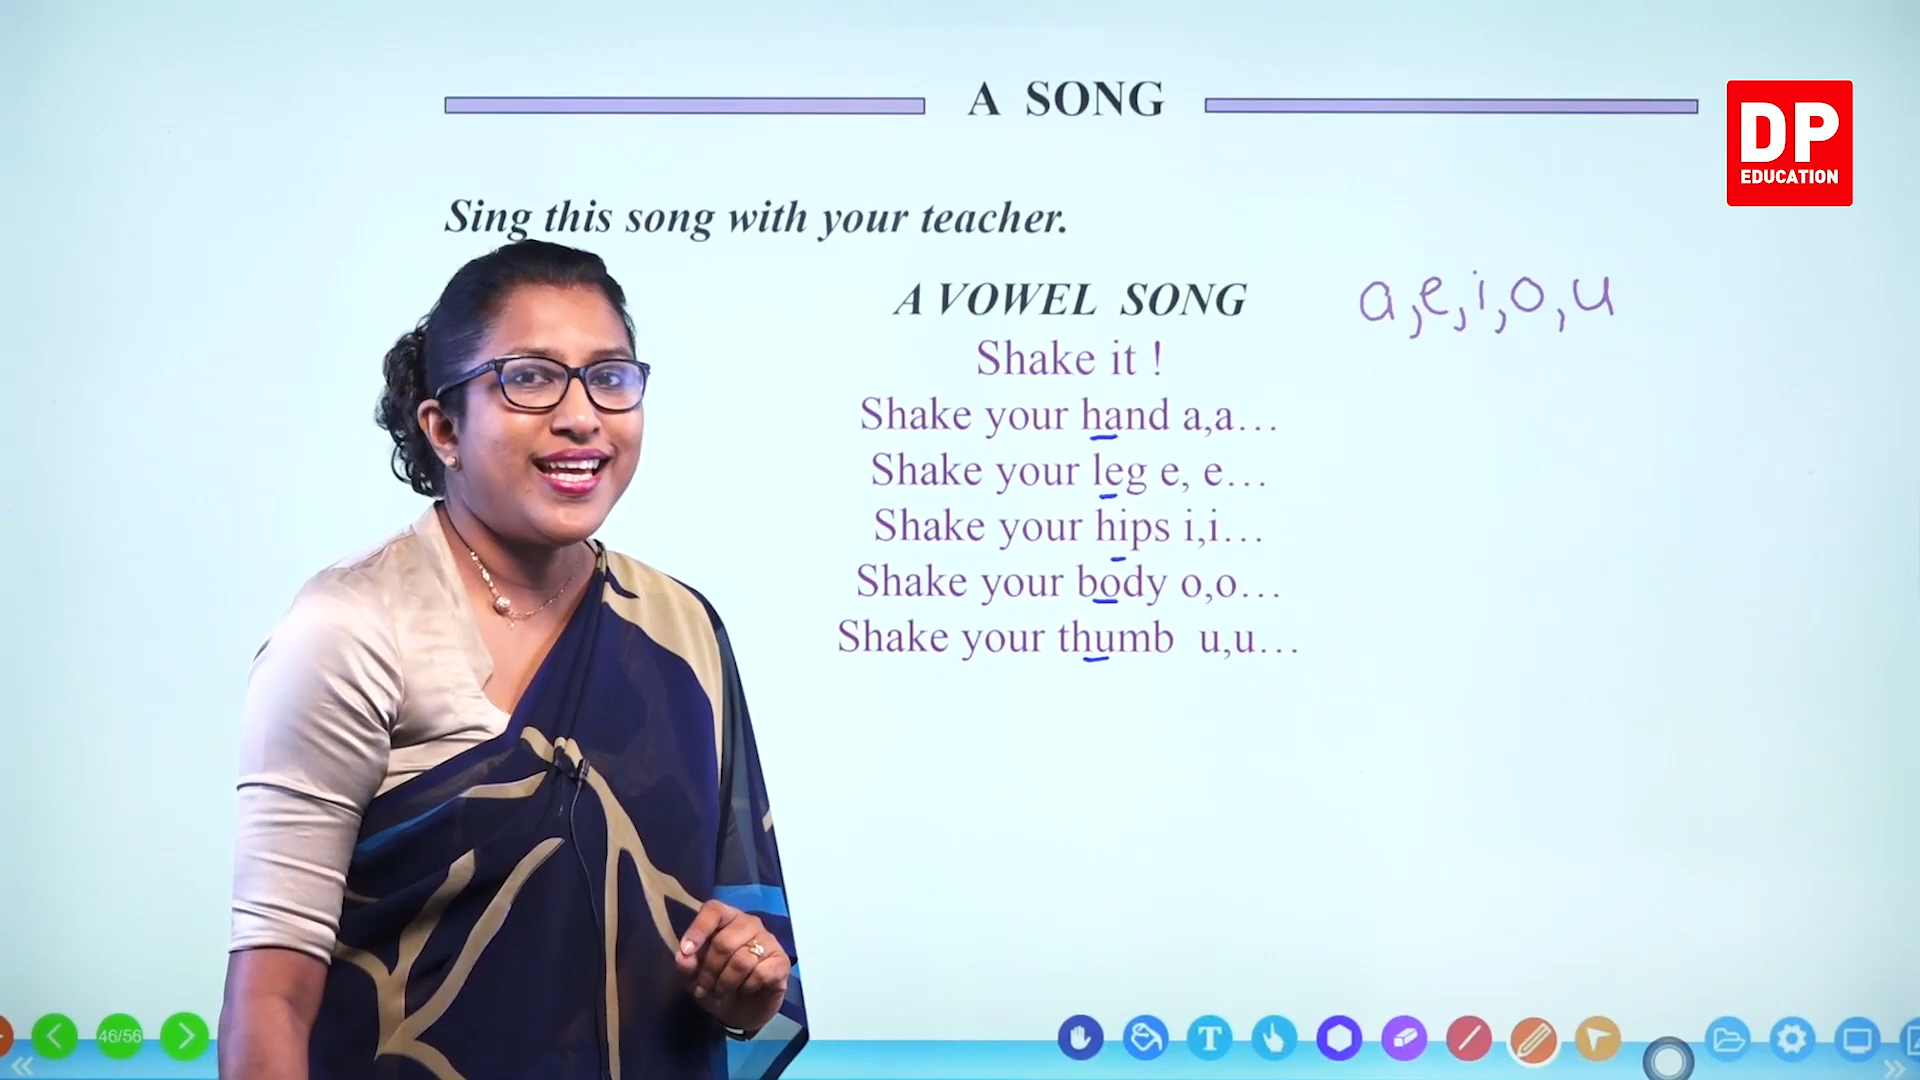 A SONG
DP
EDUCATION
Sing this song with your teacher.
A VOWEL SONG
a,e,i,o,u
Shake it !
Shake your hand a,a…
Shake your leg e, e…
Shake your hips i,i…
Shake your body o,o…
Shake your thumb u,u…
46/56
T